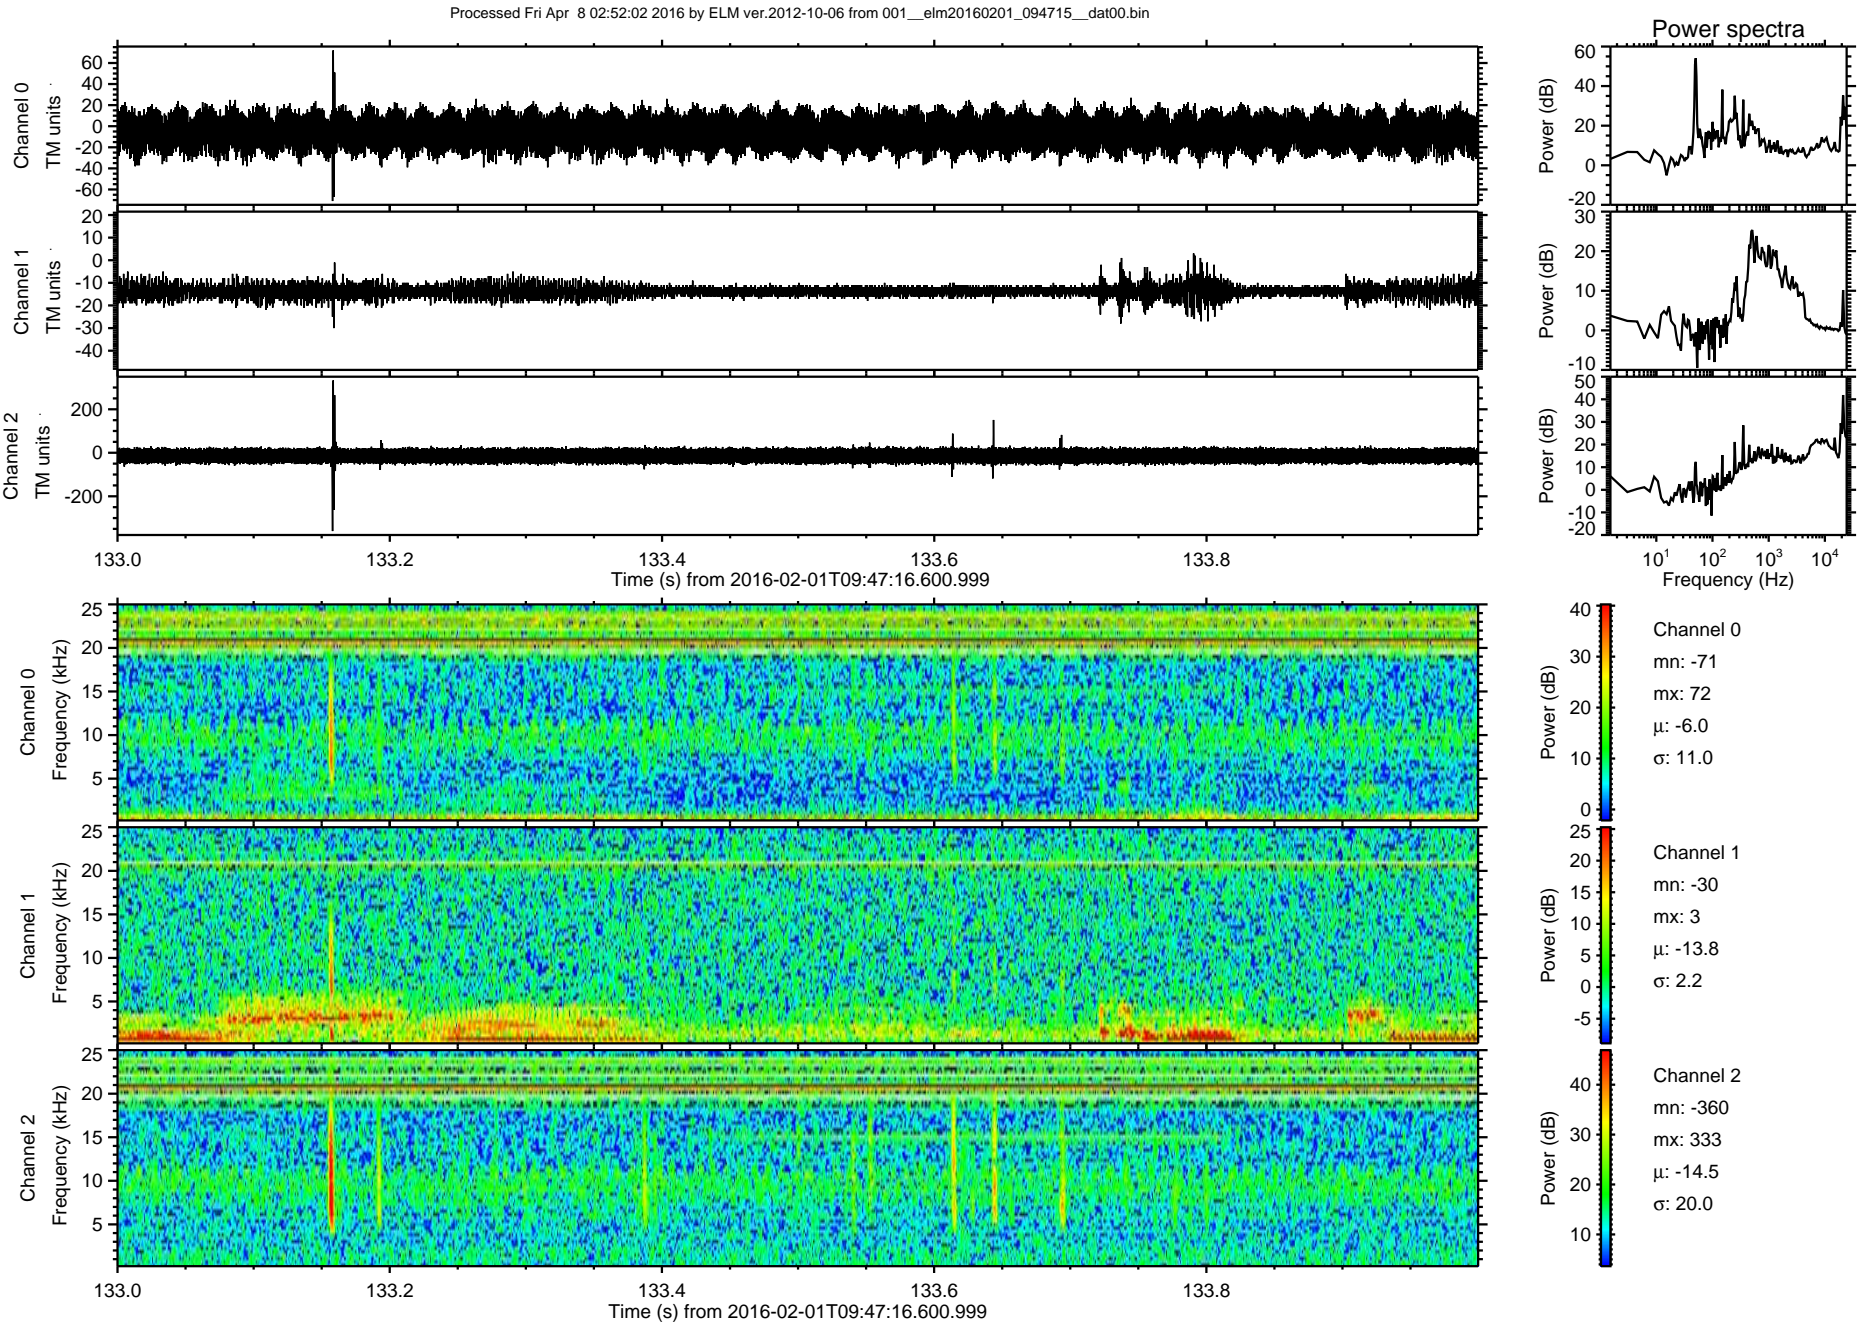 Processed Fri Apr  8 02:52:02 2016 by ELM ver.2012-10-06 from 001__elm20160201_094715__dat00.bin
Power spectra
Channel 0
TM units
60
40
20
0
-20
-40
-60
Power (dB)
60
40
20
0
-20
Channel 1
TM units
20
10
0
-10
-20
-30
-40
Power (dB)
30
20
10
0
-10
Channel 2
TM units
200
0
-200
Power (dB)
50
40
30
20
10
0
-10
-20
133.0 133.2 133.4 133.6 133.8
Time (s) from 2016-02-01T09:47:16.600.999
10^1 10^2 10^3 10^4
Frequency (Hz)
Channel 0
Frequency (kHz)
25
20
15
10
5
Power (dB)
40
30
20
10
0
Channel 0
mn: -71
mx: 72
μ: -6.0
σ: 11.0
Channel 1
Frequency (kHz)
25
20
15
10
5
Power (dB)
25
20
15
10
5
0
-5
Channel 1
mn: -30
mx: 3
μ: -13.8
σ: 2.2
Channel 2
Frequency (kHz)
25
20
15
10
5
Power (dB)
40
30
20
10
Channel 2
mn: -360
mx: 333
μ: -14.5
σ: 20.0
133.0 133.2 133.4 133.6 133.8
Time (s) from 2016-02-01T09:47:16.600.999